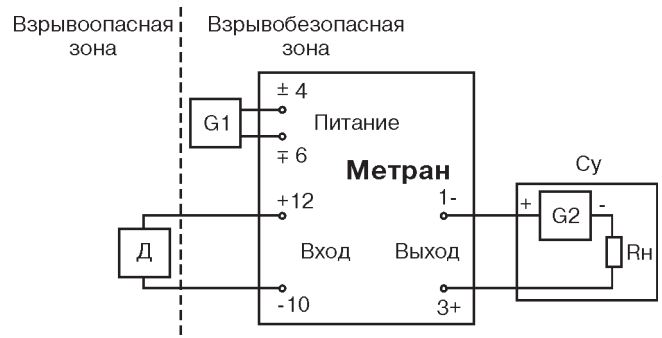 Взрывоопасная
зона
Взрывобезопасная
зона
± 4
G1
Питание
∓ 6
Метран
Су
+12
1-
+
G2
-
Д
Вход
Выход
Rн
-10
3+